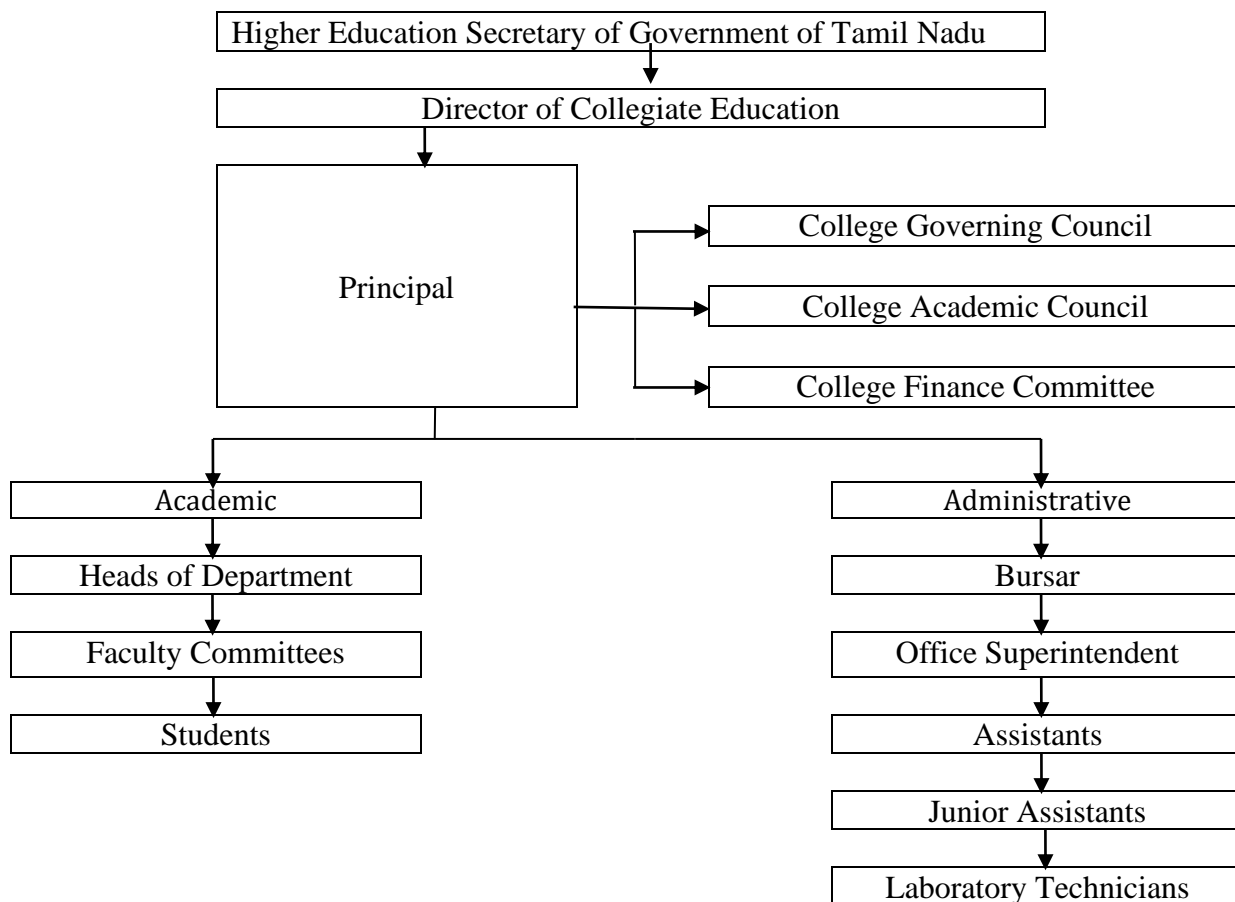 Higher Education Secretary of Government of Tamil Nadu
Director of Collegiate Education
Principal
College Governing Council
College Academic Council
College Finance Committee
Academic
Administrative
Heads of Department
Bursar
Faculty Committees
Office Superintendent
Students
Assistants
Junior Assistants
Laboratory Technicians